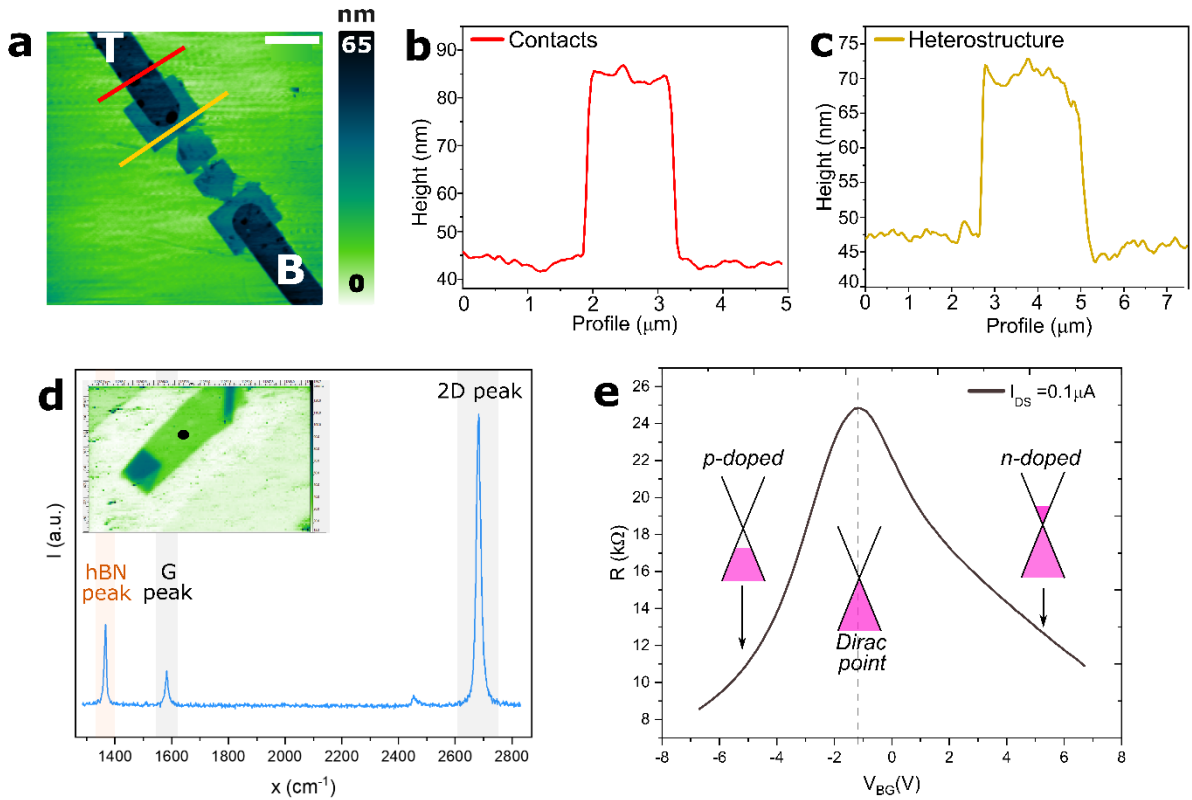 nm
a
T
B
65
0
b
Contacts
90
80
70
60
50
40
Height (nm)
0 1 2 3 4 5
Profile (μm)
c
Heterostructure
75
70
65
60
55
50
45
40
Height (nm)
0 1 2 3 4 5 6 7
Profile (μm)
d
2D peak
hBN peak
G peak
I (a.u.)
1400 1600 1800 2000 2200 2400 2600 2800
x (cm⁻¹)
e
I_DS =0.1μA
p-doped
n-doped
Dirac
point
26
24
22
20
18
16
14
12
10
8
R (kΩ)
-8 -6 -4 -2 0 2 4 6 8
V_BG(V)